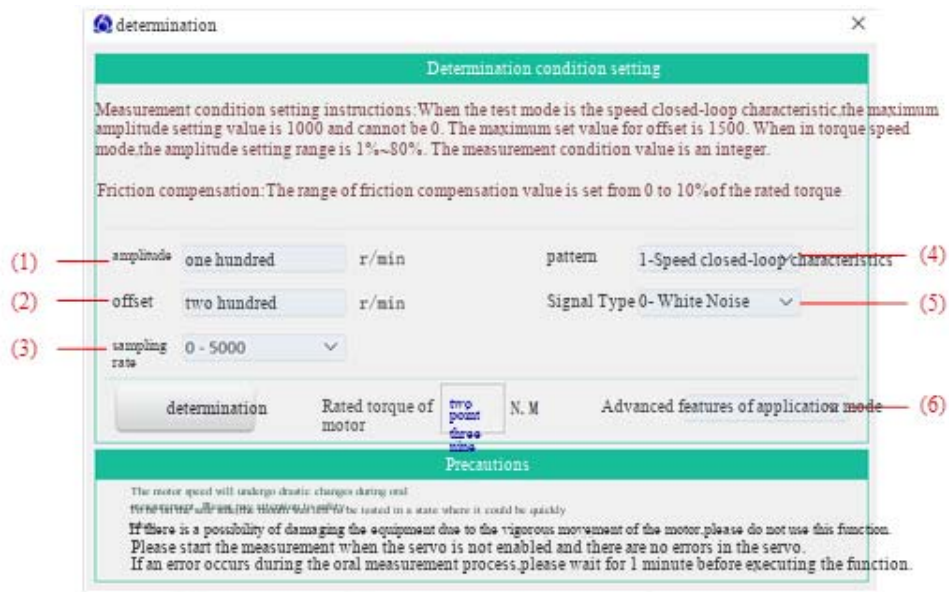 determination
Determination condition setting
Measurement condition setting instructions:When the test mode is the speed closed-loop characteristic,the maximum
amplitude setting value is 1000 and cannot be 0. The maximum set value for offset is 1500. When in torque speed
mode,the amplitude setting range is 1%~80%. The measurement condition value is an integer.
Friction compensation:The range of friction compensation value is set from 0 to 10%of the rated torque
(1) amplitude one hundred r/min pattern 1-Speed closed-loop characteristics (4)
(2) offset two hundred r/min Signal Type 0- White Noise (5)
(3) sampling rate 0 - 5000
determination Rated torque of motor two point three nine N.M Advanced features of application mode (6)
Precautions
The motor speed will undergo drastic changes during oral
be tested in a state where it could be quickly
If there is a possibility of damaging the equipment due to the vigorous movement of the motor,please do not use this function.
Please start the measurement when the servo is not enabled and there are no errors in the servo.
If an error occurs during the oral measurement process,please wait for 1 minute before executing the function.